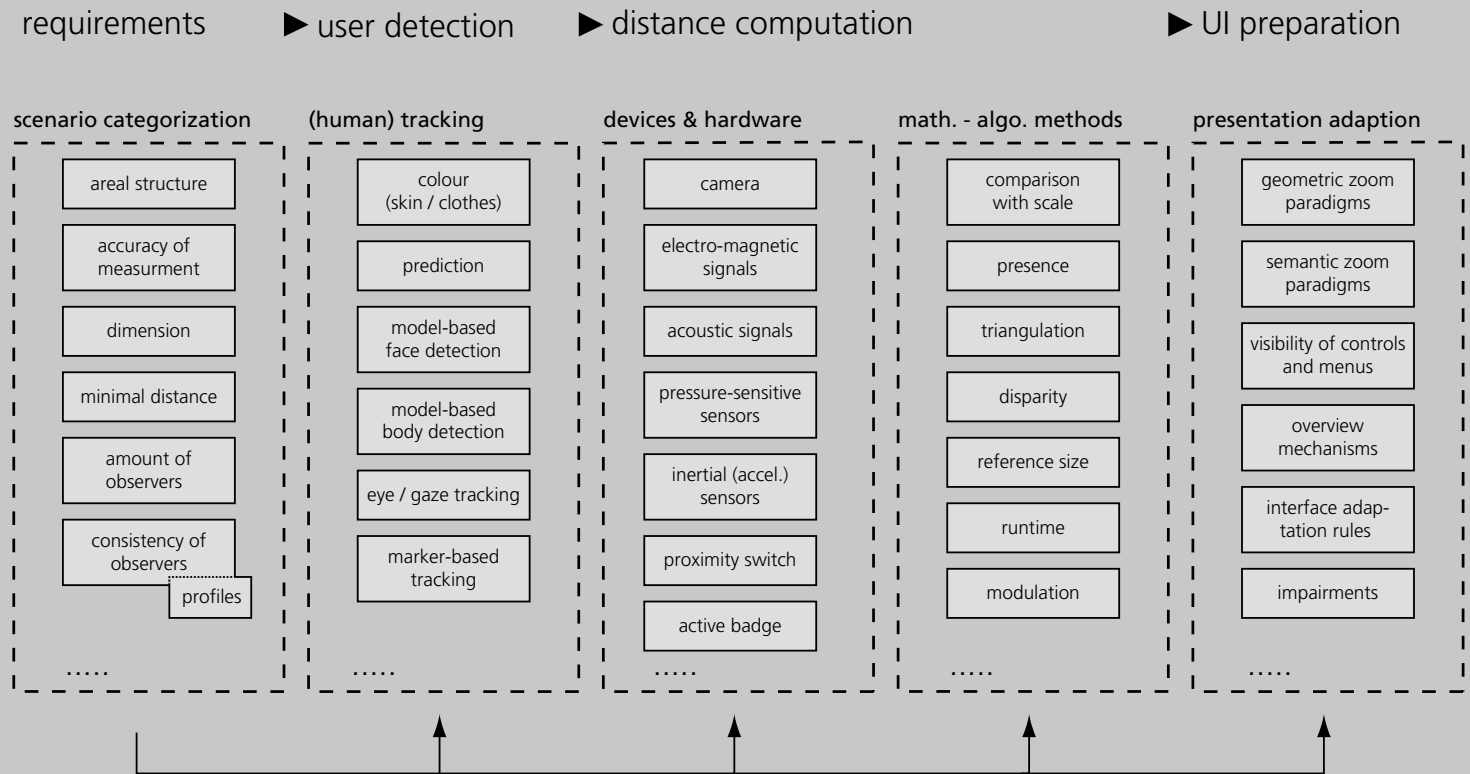 requirements
▶ user detection
▶ distance computation
▶ UI preparation
scenario categorization
areal structure
accuracy of
measurment
dimension
minimal distance
amount of
observers
consistency of
observers
profiles
.....
(human) tracking
colour
(skin / clothes)
prediction
model-based
face detection
model-based
body detection
eye / gaze tracking
marker-based
tracking
.....
devices & hardware
camera
electro-magnetic
signals
acoustic signals
pressure-sensitive
sensors
inertial (accel.)
sensors
proximity switch
active badge
.....
math. - algo. methods
comparison
with scale
presence
triangulation
disparity
reference size
runtime
modulation
.....
presentation adaption
geometric zoom
paradigms
semantic zoom
paradigms
visibility of controls
and menus
overview
mechanisms
interface adap-
tation rules
impairments
.....